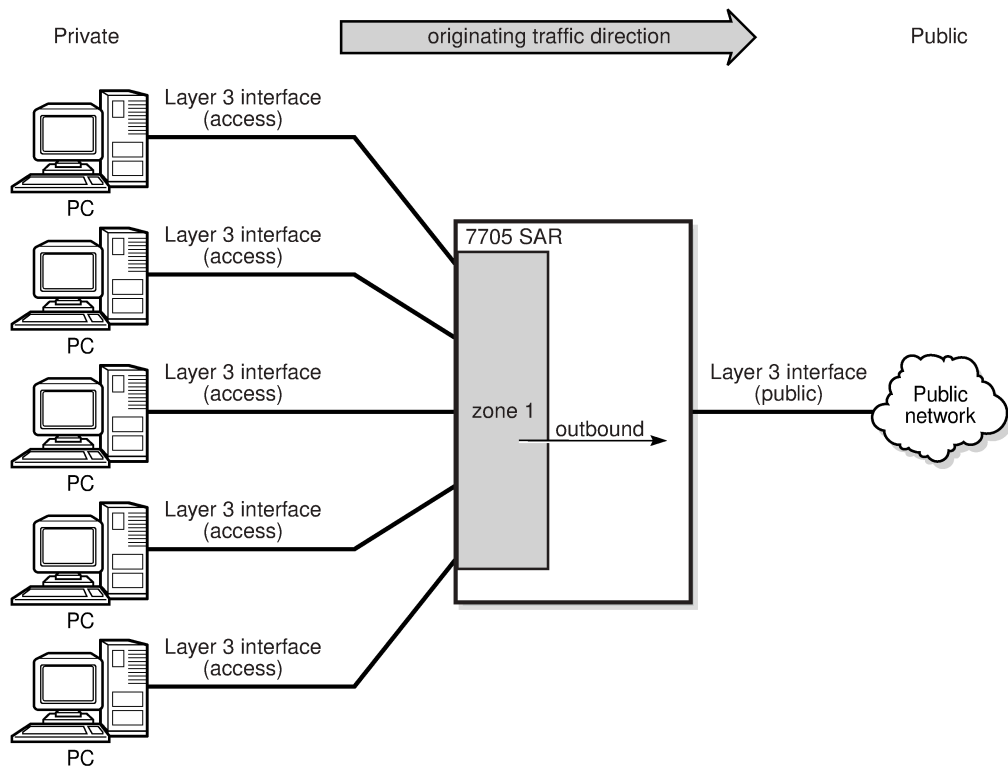 Private
originating traffic direction
Public
Layer 3 interface
(access)
PC
Layer 3 interface
(access)
PC
Layer 3 interface
(access)
PC
Layer 3 interface
(access)
PC
Layer 3 interface
(access)
PC
7705 SAR
zone 1
outbound
Layer 3 interface
(public)
Public
network